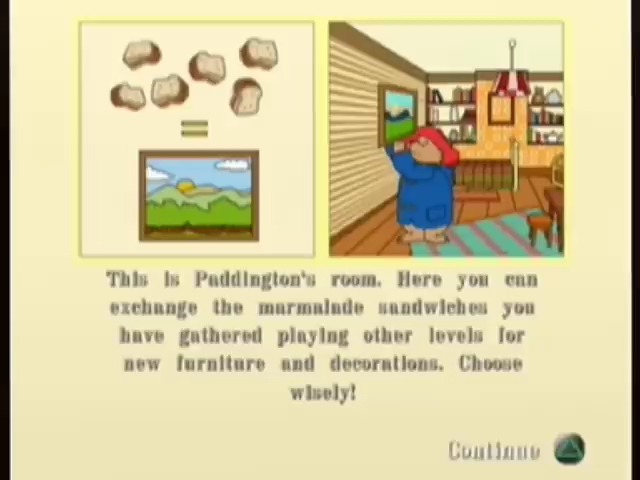 This is Paddington's room. Here you can
exchange the marmalade sandwiches you
have gathered playing other levels for
new furniture and decorations. Choose
wisely!
Continue